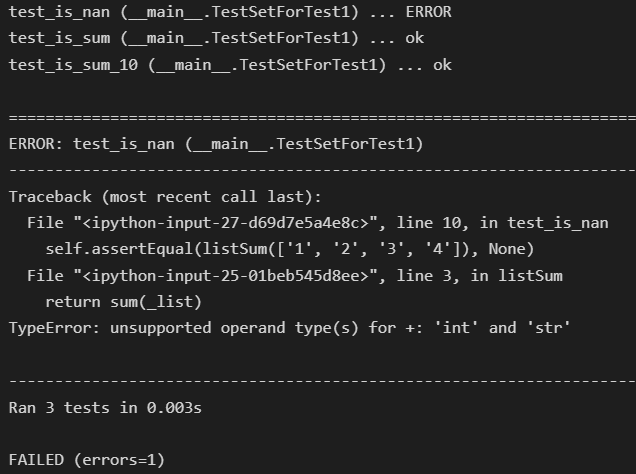 test_is_nan (__main__.TestSetForTest1) ... ERROR
test_is_sum (__main__.TestSetForTest1) ... ok
test_is_sum_10 (__main__.TestSetForTest1) ... ok
======================================================================
ERROR: test_is_nan (__main__.TestSetForTest1)
----------------------------------------------------------------------
Traceback (most recent call last):
  File "<ipython-input-27-d69d7e5a4e8c>", line 10, in test_is_nan
    self.assertEqual(listSum(['1', '2', '3', '4']), None)
  File "<ipython-input-25-01beb545d8ee>", line 3, in listSum
    return sum(_list)
TypeError: unsupported operand type(s) for +: 'int' and 'str'
----------------------------------------------------------------------
Ran 3 tests in 0.003s
FAILED (errors=1)